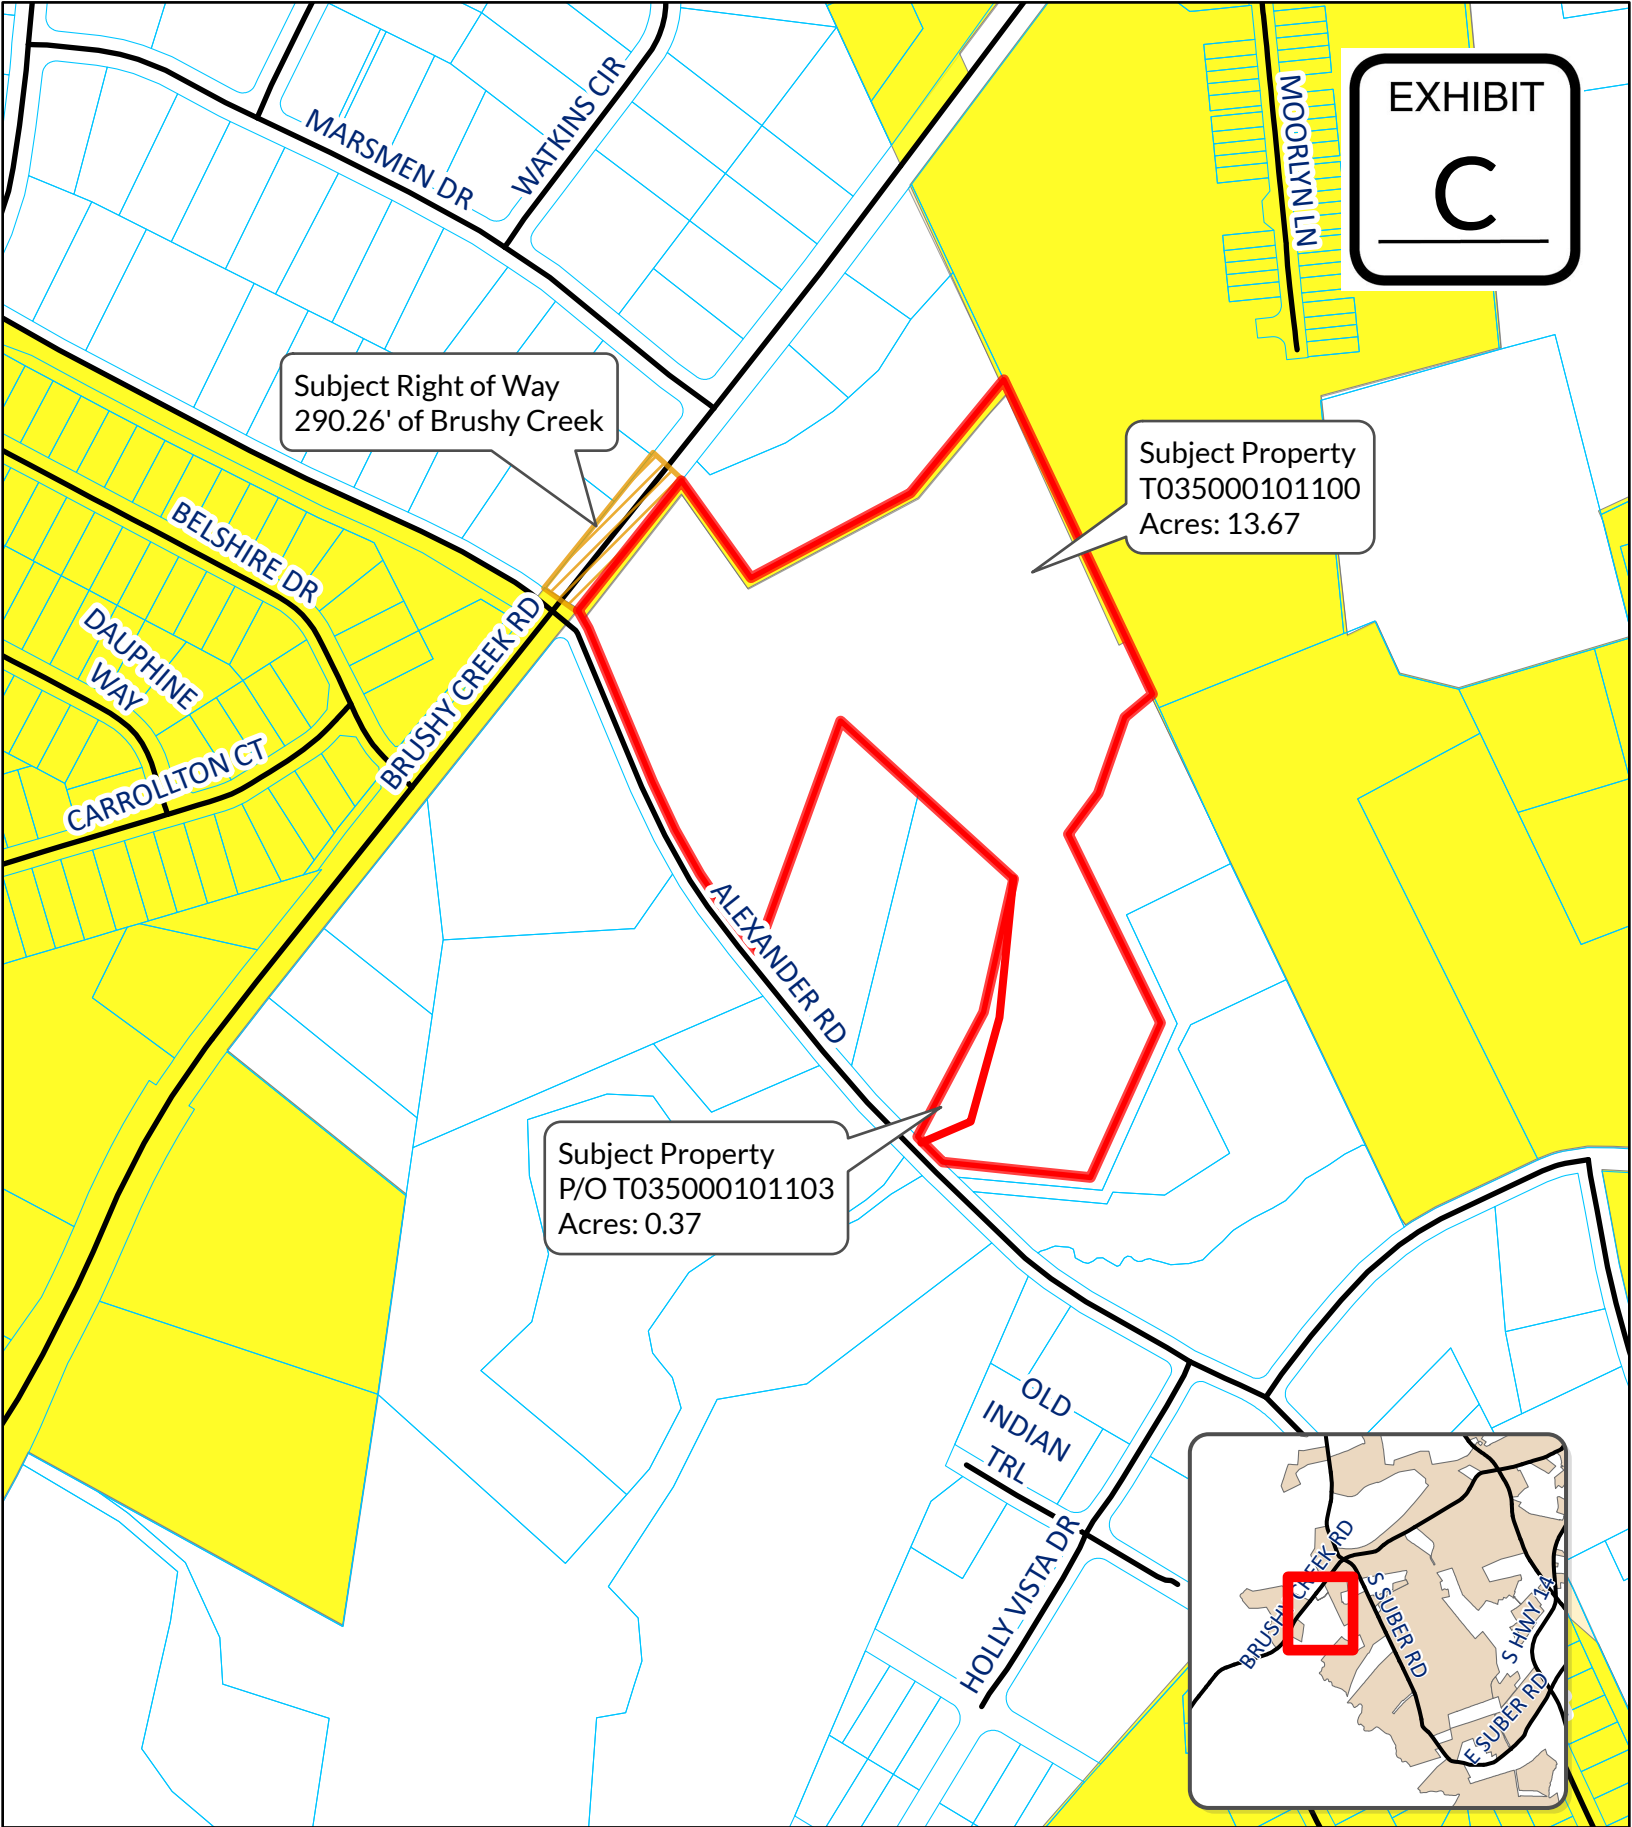 EXHIBIT
C
MARSMEN DR
WATKINS CIR
MOORLYN LN
Subject Right of Way
290.26' of Brushy Creek
Subject Property
T035000101100
Acres: 13.67
BELSHIRE DR
DAUPHINE
WAY
CARROLLTON CT
BRUSHY CREEK RD
ALEXANDER RD
Subject Property
P/O T035000101103
Acres: 0.37
OLD
INDIAN
TRL
HOLLY VISTA DR
BRUSHY CREEK RD
S SUBER RD
S HWY 14
E SUBER RD